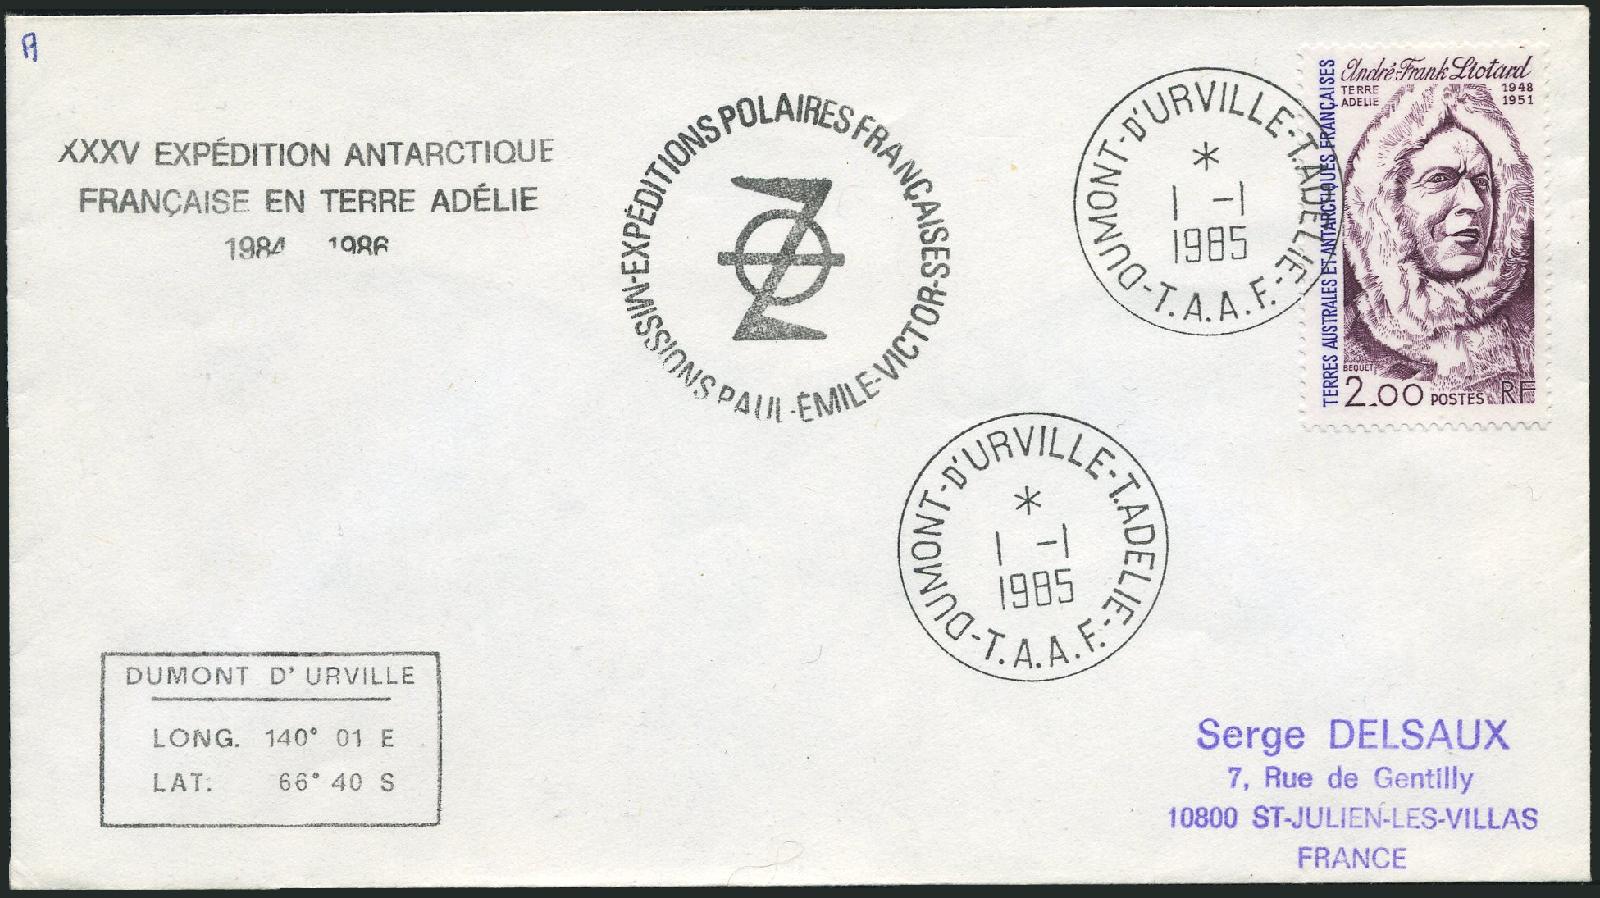 A
XXXV EXPÉDITION ANTARCTIQUE
FRANÇAISE EN TERRE ADÉLIE
1984 1986
EXPÉDITIONS POLAIRES FRANÇAISES-MISSIONS PAUL-ÉMILE-VICTOR-
DUMONT-D'URVILLE-T.ADELIE-T.A.A.F.-
*
1 -1
1985
André-Frank Liotard
TERRE
ADELIE
1948
1951
TERRES AUSTRALES ET ANTARCTIQUES FRANÇAISES
BEQUET
2.00 POSTES RF
DUMONT-D'URVILLE-T.ADELIE-T.A.A.F.-
*
1 -1
1985
DUMONT D'URVILLE
LONG. 140° 01 E
LAT: 66° 40 S
Serge DELSAUX
7, Rue de Gentilly
10800 ST-JULIEN-LES-VILLAS
FRANCE